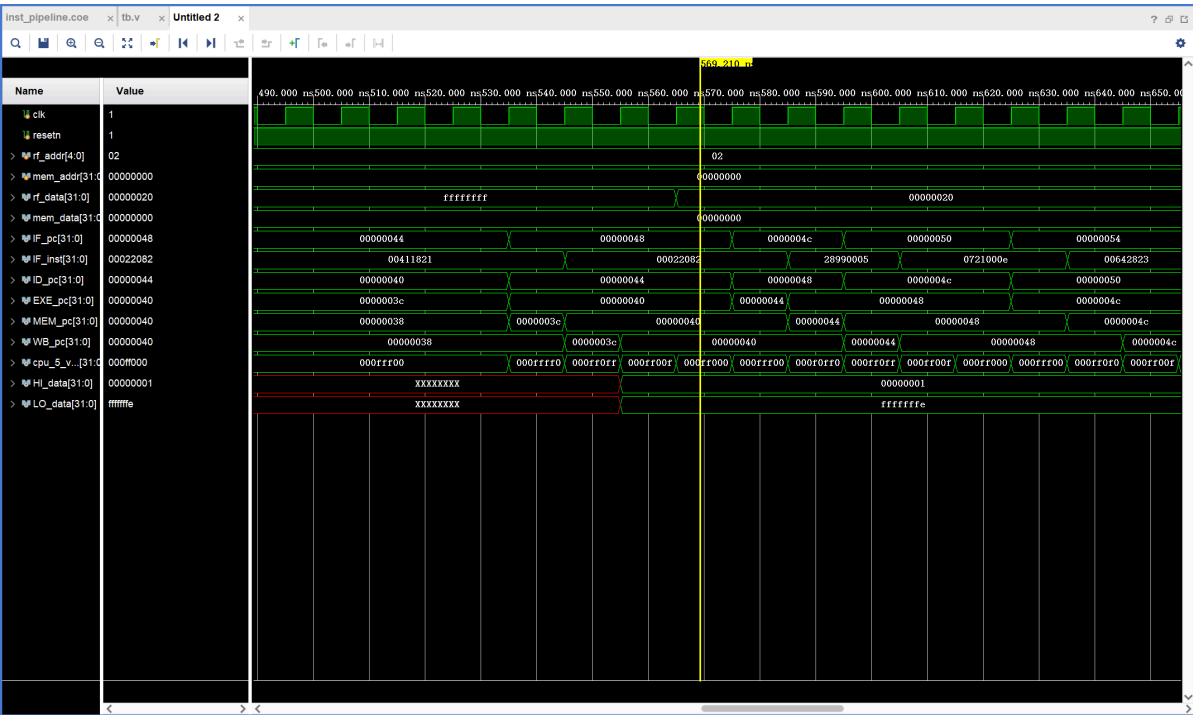 inst_pipeline.coe × tb.v × Untitled 2 ×
? 
569.210 ns
Name Value
490.000 ns 500.000 ns 510.000 ns 520.000 ns 530.000 ns 540.000 ns 550.000 ns 560.000 ns 570.000 ns 580.000 ns 590.000 ns 600.000 ns 610.000 ns 620.000 ns 630.000 ns 640.000 ns 650.0
clk 1
resetn 1
rf_addr[4:0] 02 02
mem_addr[31:0 00000000 00000000
rf_data[31:0] 00000020 ffffffff 00000020
mem_data[31:0 00000000 00000000
IF_pc[31:0] 00000048 00000044 00000048 0000004c 00000050 00000054
IF_inst[31:0] 00022082 00411821 00022082 28990005 0721000e 00642823
ID_pc[31:0] 00000044 00000040 00000044 00000048 0000004c 00000050
EXE_pc[31:0] 00000040 0000003c 00000040 00000044 00000048 0000004c
MEM_pc[31:0] 00000040 00000038 0000003c 00000040 00000044 00000048 0000004c
WB_pc[31:0] 00000040 00000038 0000003c 00000040 00000044 00000048 0000004c
cpu_5_v...[31:0 000ff000 000fff00 000ffff0 000ff0ff 000ff00f 000ff000 000fff00 000f0ff0 000ff0ff 000ff00f 000ff000 000fff00 000ff0f0 000ff00f
HI_data[31:0] 00000001 XXXXXXXX 00000001
LO_data[31:0] fffffffe XXXXXXXX fffffffe